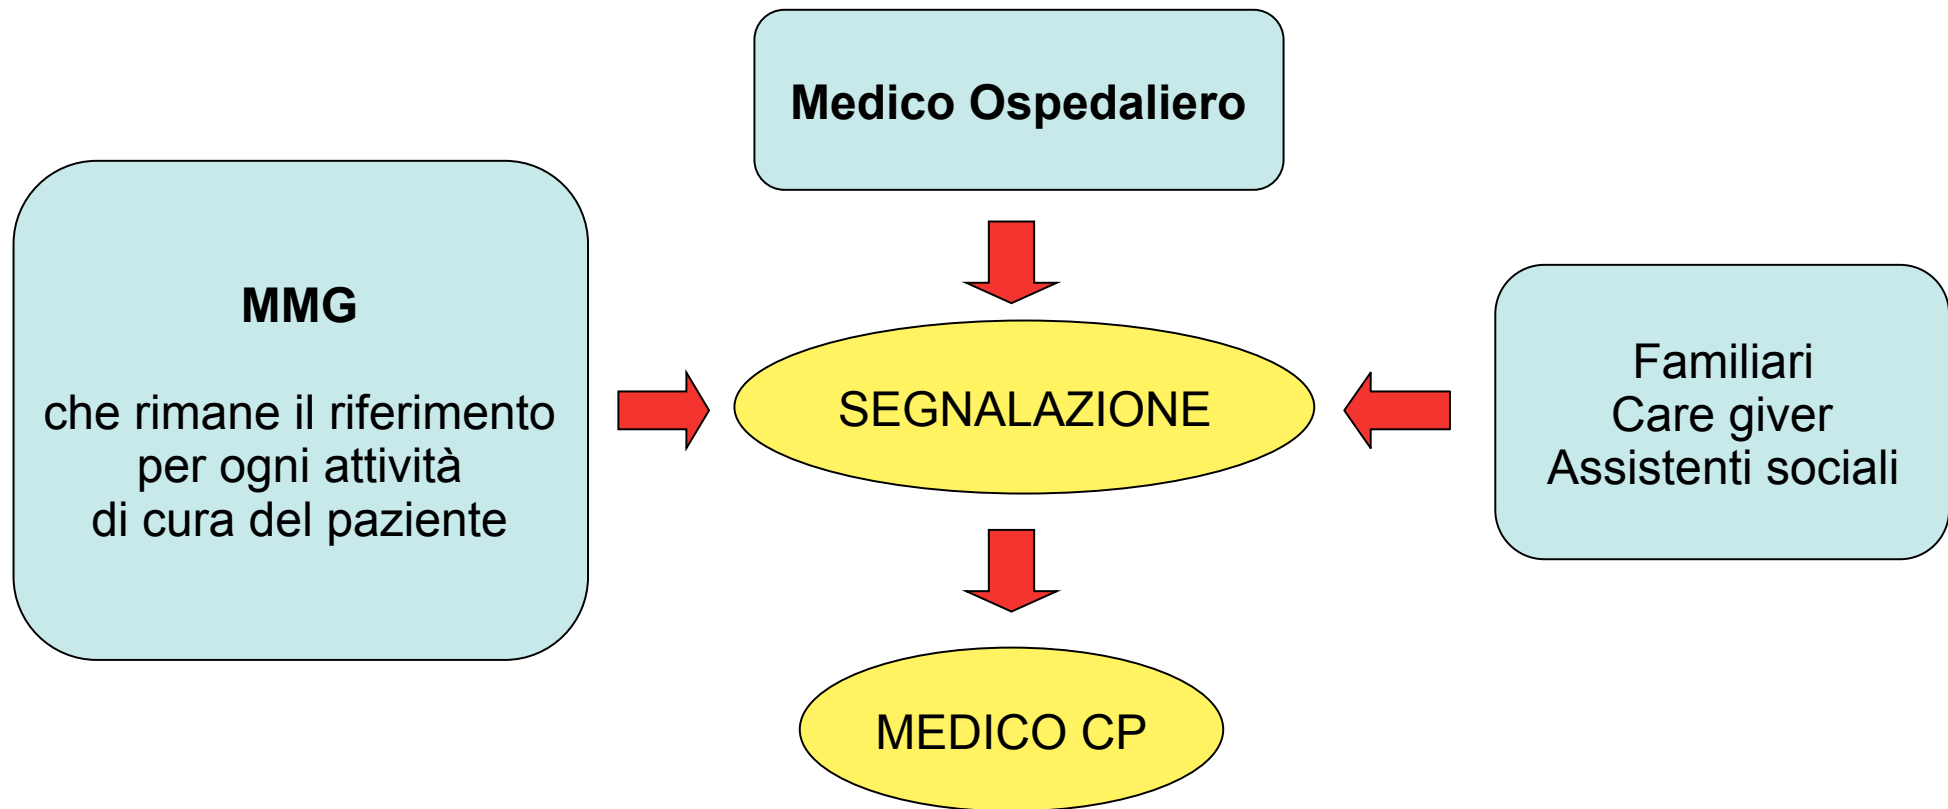 Medico Ospedaliero
MMG
che rimane il riferimento
per ogni attività
di cura del paziente
SEGNALAZIONE
Familiari
Care giver
Assistenti sociali
MEDICO CP